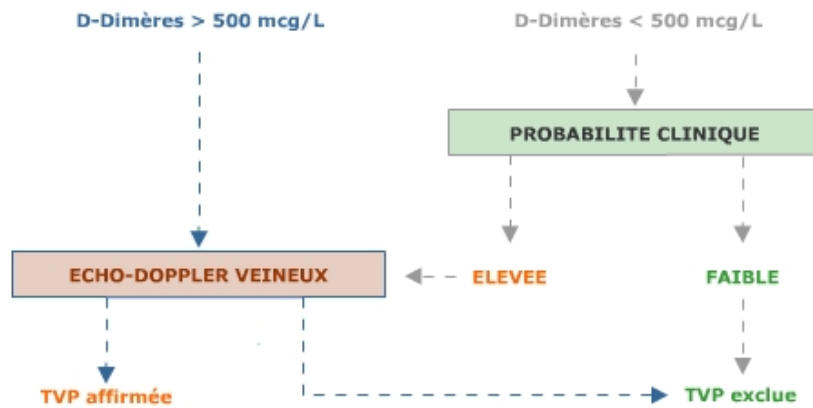 D-Dimères > 500 mcg/L
D-Dimères < 500 mcg/L
PROBABILITE CLINIQUE
ECHO-DOPPLER VEINEUX
ELEVEE
FAIBLE
TVP affirmée
TVP exclue